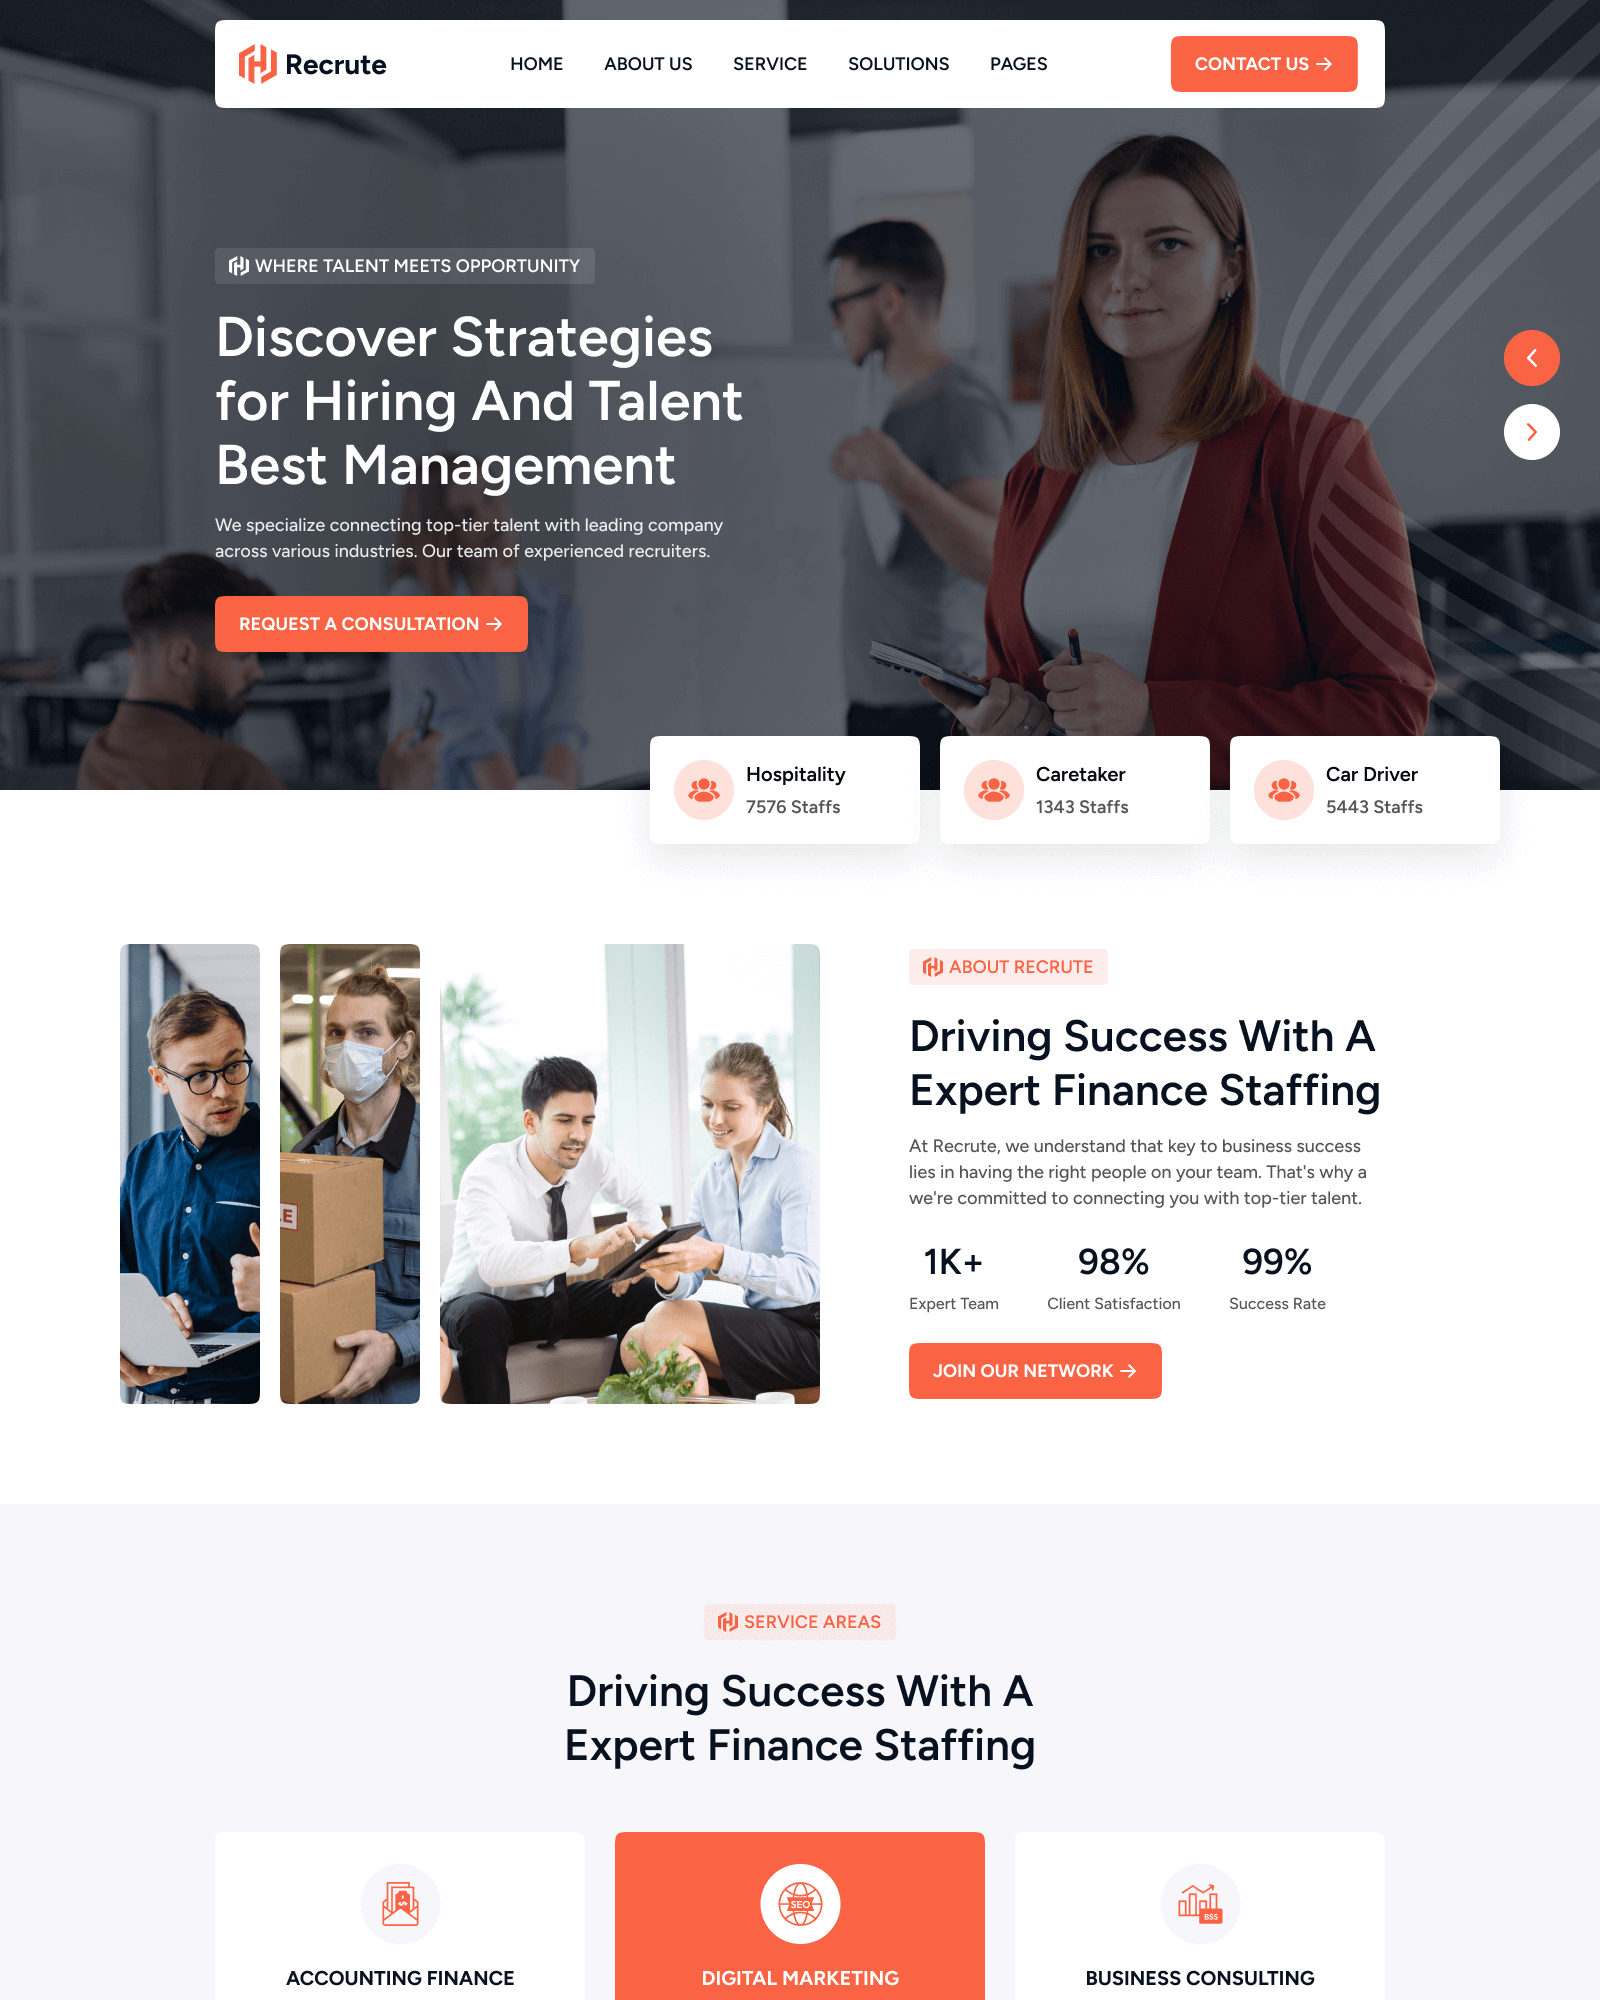 Recrute
HOME
ABOUT US
SERVICE
SOLUTIONS
PAGES
CONTACT US
WHERE TALENT MEETS OPPORTUNITY
Discover Strategies
for Hiring And Talent
Best Management
We specialize connecting top-tier talent with leading company
across various industries. Our team of experienced recruiters.
REQUEST A CONSULTATION
Hospitality
7576 Staffs
Caretaker
1343 Staffs
Car Driver
5443 Staffs
LE
ABOUT RECRUTE
Driving Success With A
Expert Finance Staffing
At Recrute, we understand that key to business success
lies in having the right people on your team. That's why a
we're committed to connecting you with top-tier talent.
1K+
Expert Team
98%
Client Satisfaction
99%
Success Rate
JOIN OUR NETWORK
SERVICE AREAS
Driving Success With A
Expert Finance Staffing
ACCOUNTING FINANCE
SEO
DIGITAL MARKETING
BSS
BUSINESS CONSULTING